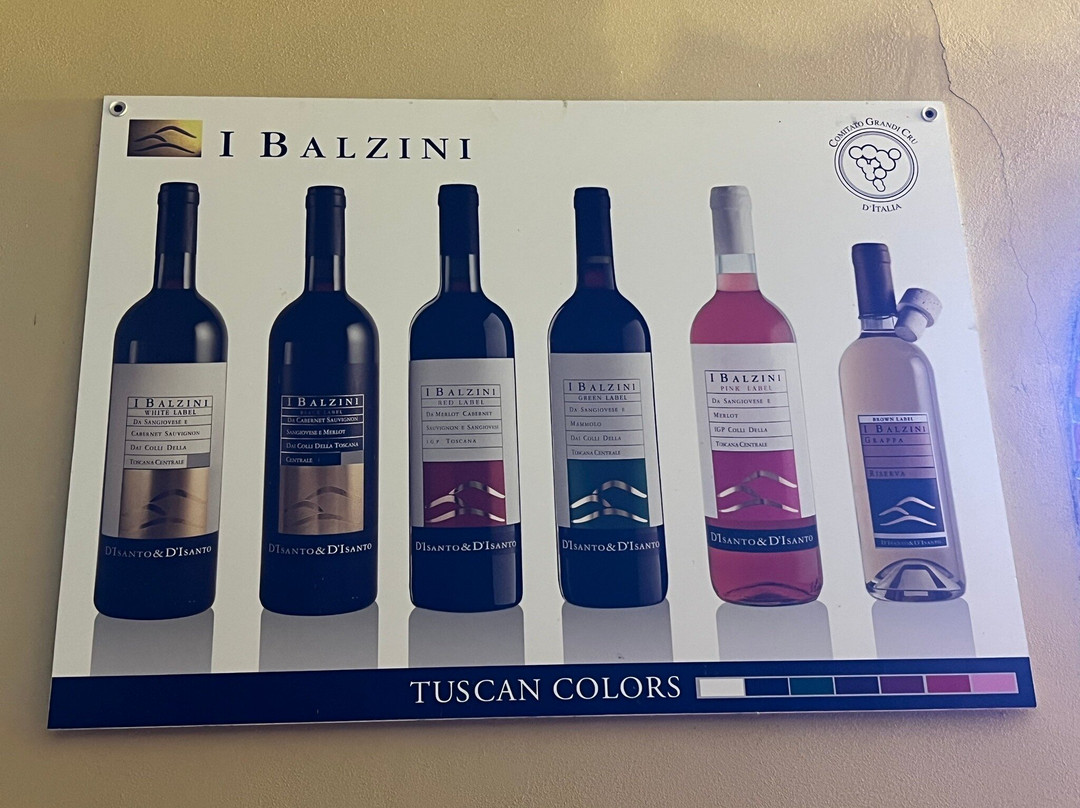 I BALZINI
COMITATO GRANDI CRU
D'ITALIA
I BALZINI
WHITE LABEL
DA SANGIOVESE E
CABERNET SAUVIGNON
DAI COLLI DELLA
TOSCANA CENTRALE
D'ISANTO&D'ISANTO
I BALZINI
BLACK LABEL
DA CABERNET SAUVIGNON
SANGIOVESE E MERLOT
DAI COLLI DELLA TOSCANA
CENTRALE
D'ISANTO&D'ISANTO
I BALZINI
RED LABEL
DA MERLOT CABERNET
SAUVIGNON E SANGIOVESE
I.G.P. TOSCANA
D'ISANTO&D'ISANTO
I BALZINI
GREEN LABEL
DA SANGIOVESE E
MAMMOLO
DAI COLLI DELLA
TOSCANA CENTRALE
D'ISANTO&D'ISANTO
I BALZINI
PINK LABEL
DA SANGIOVESE E
MERLOT
IGP COLLI DELLA
TOSCANA CENTRALE
D'ISANTO&D'ISANTO
BROWN LABEL
I BALZINI
GRAPPA
RISERVA
D'ISANTO&D'ISANTO
TUSCAN COLORS